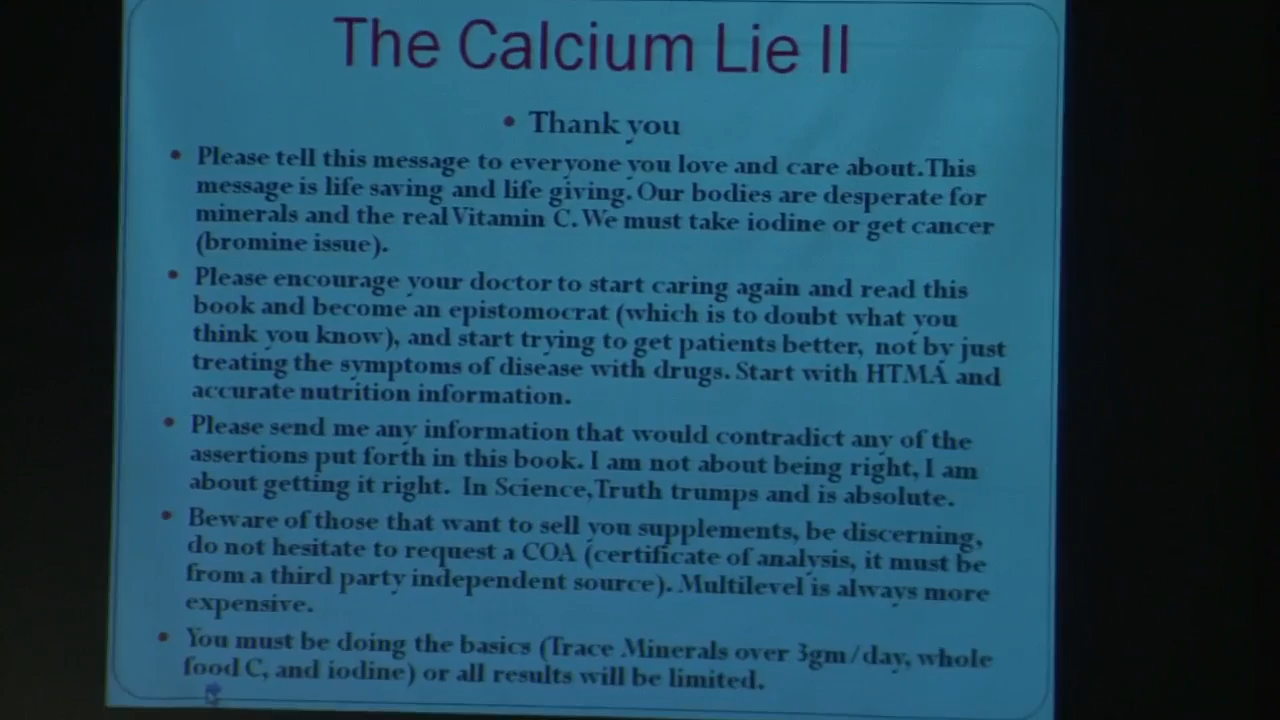 The Calcium Lie II
• Thank you
• Please tell this message to everyone you love and care about. This
message is life saving and life giving. Our bodies are desperate for
minerals and the real Vitamin C. We must take iodine or get cancer
(bromine issue).
• Please encourage your doctor to start caring again and read this
book and become an epistomocrat (which is to doubt what you
think you know), and start trying to get patients better, not by just
treating the symptoms of disease with drugs. Start with HTMA and
accurate nutrition information.
• Please send me any information that would contradict any of the
assertions put forth in this book. I am not about being right, I am
about getting it right. In Science, Truth trumps and is absolute.
• Beware of those that want to sell you supplements, be discerning,
do not hesitate to request a COA (certificate of analysis, it must be
from a third party independent source). Multilevel is always more
expensive.
• You must be doing the basics (Trace Minerals over 3gm/day, whole
food C, and iodine) or all results will be limited.